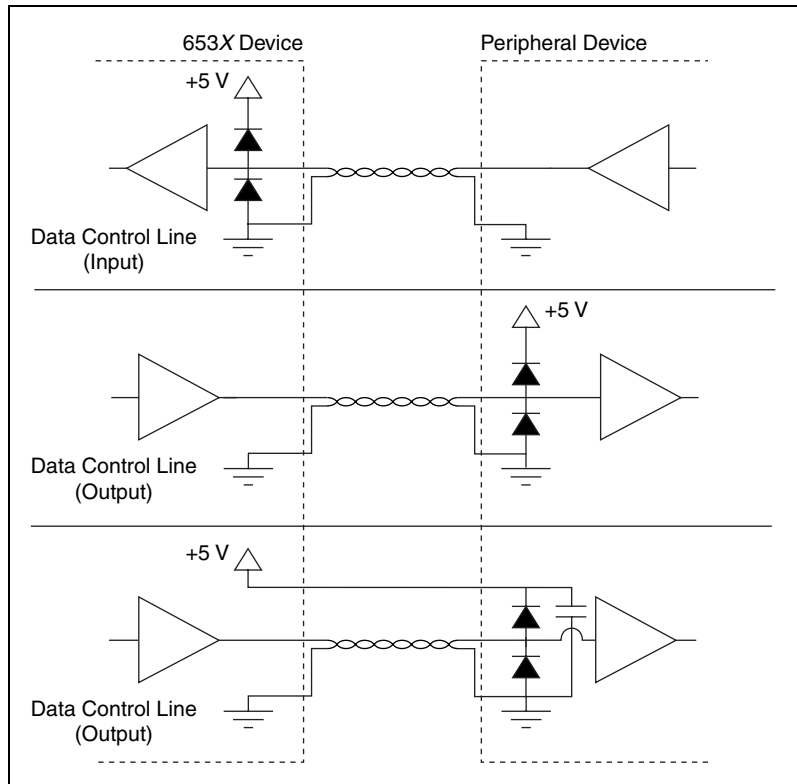 653X Device
Peripheral Device
+5 V
Data Control Line
(Input)
+5 V
Data Control Line
(Output)
+5 V
Data Control Line
(Output)